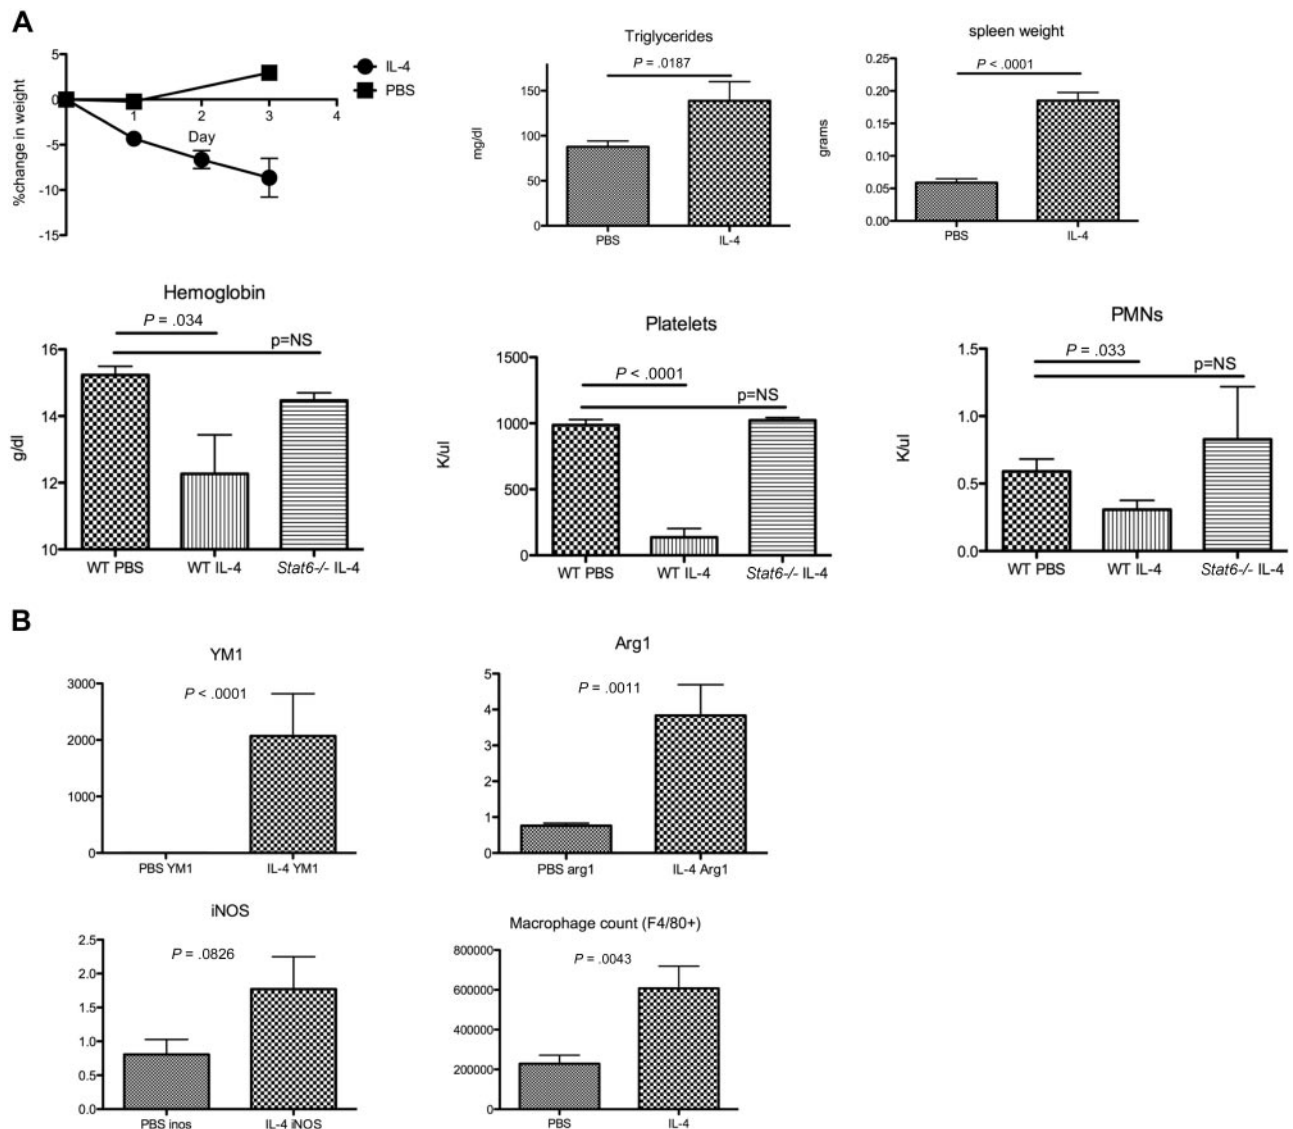 A
5
0
-5
-10
-15
%change in weight
1
2
3
4
Day
IL-4
PBS
Triglycerides
P = .0187
150
100
50
0
mg/dl
PBS
IL-4
spleen weight
P < .0001
0.25
0.20
0.15
0.10
0.05
0.00
grams
PBS
IL-4
Hemoglobin
P = .034
p=NS
16
14
12
10
g/dl
WT PBS
WT IL-4
Stat6-/- IL-4
Platelets
P < .0001
p=NS
1500
1000
500
0
K/ul
WT PBS
WT IL-4
Stat6-/- IL-4
PMNs
P = .033
p=NS
1.5
1.0
0.5
0.0
K/ul
WT PBS
WT IL-4
Stat6-/- IL-4
B
YM1
P < .0001
3000
2000
1000
0
PBS YM1
IL-4 YM1
Arg1
P = .0011
5
4
3
2
1
0
PBS arg1
IL-4 Arg1
iNOS
P = .0826
2.5
2.0
1.5
1.0
0.5
0.0
PBS inos
IL-4 iNOS
Macrophage count (F4/80+)
P = .0043
800000
600000
400000
200000
0
PBS
IL-4